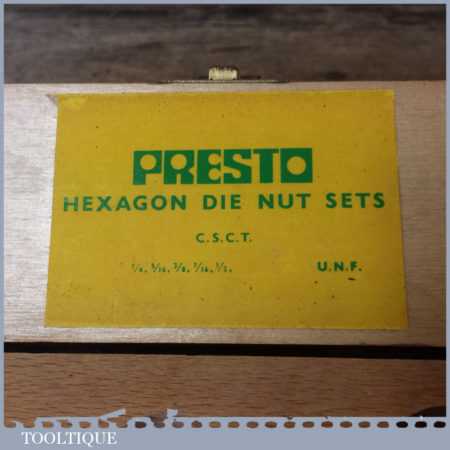 PRESTO
HEXAGON DIE NUT SETS
C.S.C.T.
1/4, 5/16, 3/8, 7/16, 1/2, U.N.F.
TOOLTIQUE